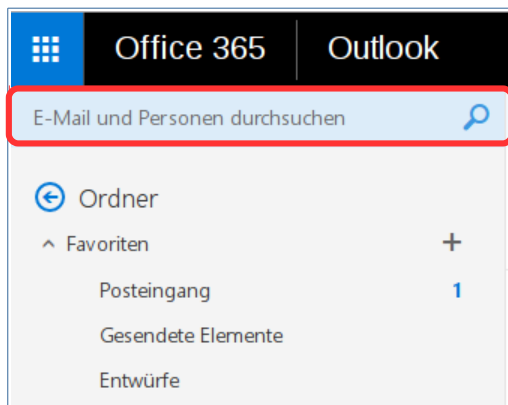 Office 365 Outlook
E-Mail und Personen durchsuchen
Ordner
Favoriten +
Posteingang 1
Gesendete Elemente
Entwürfe